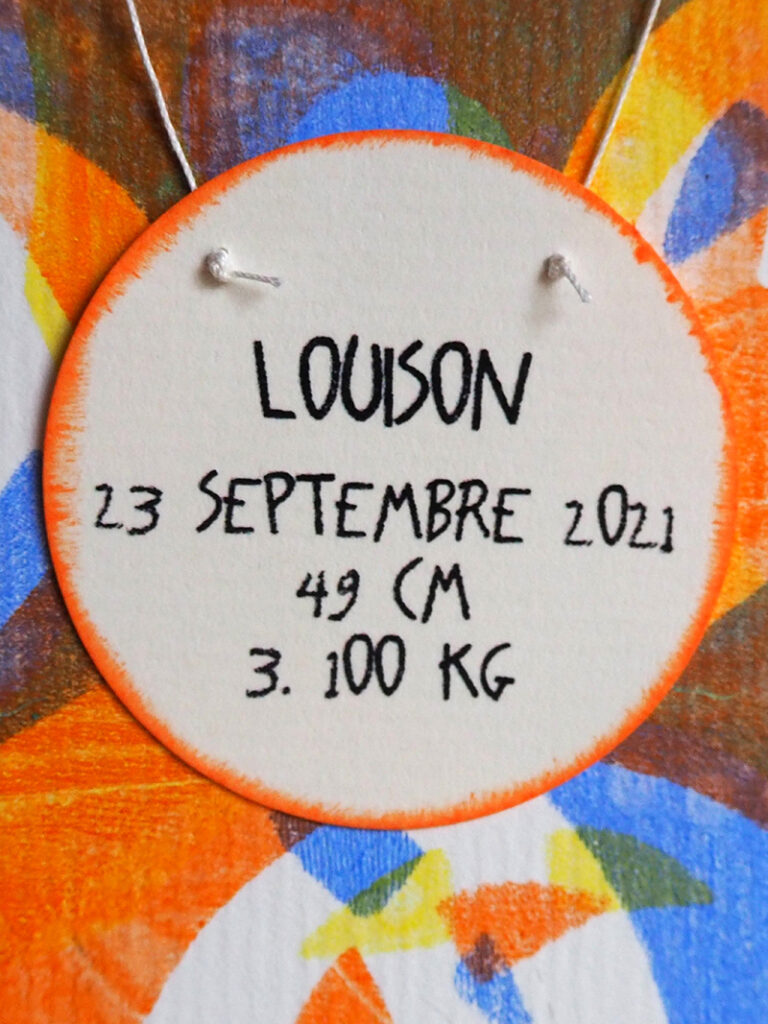 LOUISON
23 SEPTEMBRE 2021
49 CM
3. 100 KG